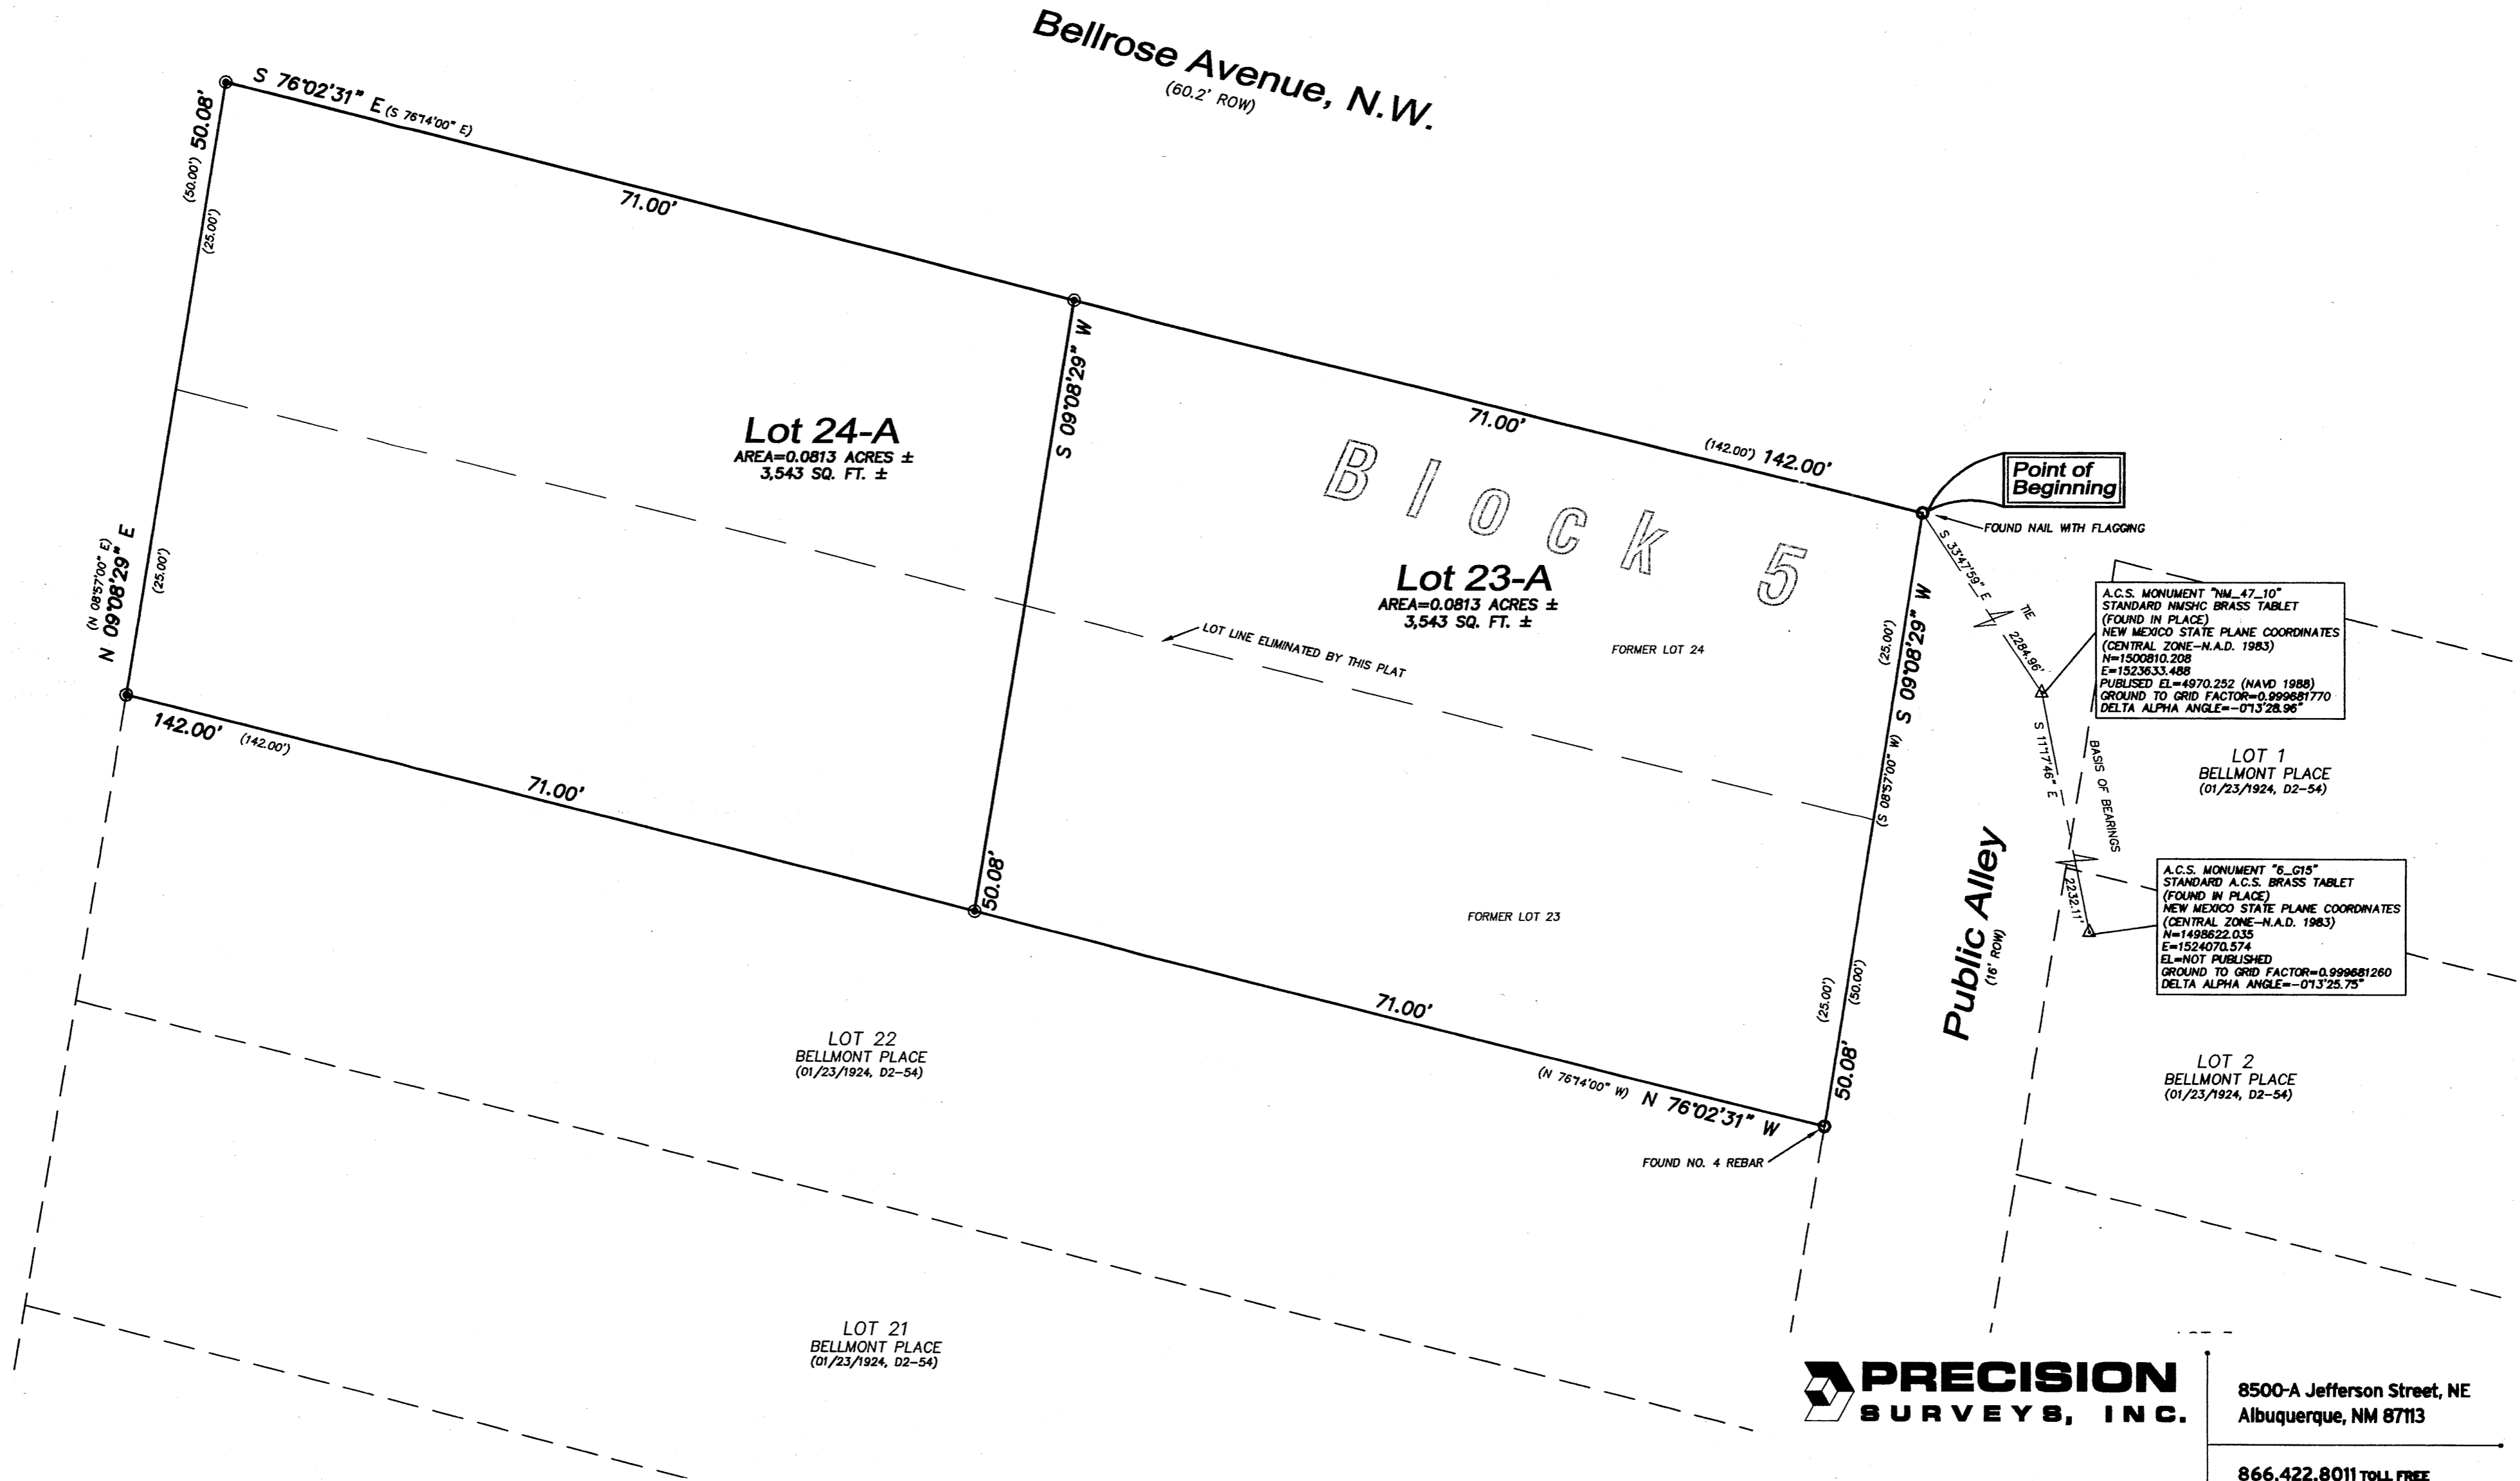 Bellrose Avenue, N.W.
(60.2' ROW)
S 76°02'31" E (S 76°14'00" E)
50.08'
(50.00')
(25.00')
71.00'
71.00'
(142.00') 142.00'
Point of
Beginning
FOUND NAIL WITH FLAGGING
S 09°08'29" W
Lot 24-A
AREA=0.0813 ACRES ±
3,543 SQ. FT. ±
Block 5
Lot 23-A
AREA=0.0813 ACRES ±
3,543 SQ. FT. ±
FORMER LOT 24
LOT LINE ELIMINATED BY THIS PLAT
(N 08°57'00" E)
N 09°08'29" E
(25.00')
142.00' (142.00')
71.00'
50.08'
FORMER LOT 23
71.00'
(25.00')
(S 08°57'00" W) S 09°08'29" W
(25.00')
(50.00')
50.08'
(N 76°14'00" W) N 76°02'31" W
FOUND NO. 4 REBAR
S 33°47'59" E
TIE
2284.96'
S 11°17'46" E
BASIS OF BEARINGS
2232.11'
A.C.S. MONUMENT "NM_47_10"
STANDARD NMSHC BRASS TABLET
(FOUND IN PLACE)
NEW MEXICO STATE PLANE COORDINATES
(CENTRAL ZONE-N.A.D. 1983)
N=1500810.208
E=1523633.488
PUBLISED EL=4970.252 (NAVD 1988)
GROUND TO GRID FACTOR=0.999681770
DELTA ALPHA ANGLE=-0°13'28.96"
LOT 1
BELLMONT PLACE
(01/23/1924, D2-54)
A.C.S. MONUMENT "6_G15"
STANDARD A.C.S. BRASS TABLET
(FOUND IN PLACE)
NEW MEXICO STATE PLANE COORDINATES
(CENTRAL ZONE-N.A.D. 1983)
N=1498622.035
E=1524070.574
EL=NOT PUBLISHED
GROUND TO GRID FACTOR=0.999681260
DELTA ALPHA ANGLE=-0°13'25.75"
Public Alley
(16' ROW)
LOT 2
BELLMONT PLACE
(01/23/1924, D2-54)
LOT 22
BELLMONT PLACE
(01/23/1924, D2-54)
LOT 21
BELLMONT PLACE
(01/23/1924, D2-54)
PRECISION
SURVEYS, INC.
8500-A Jefferson Street, NE
Albuquerque, NM 87113
866.422.8011 TOLL FREE